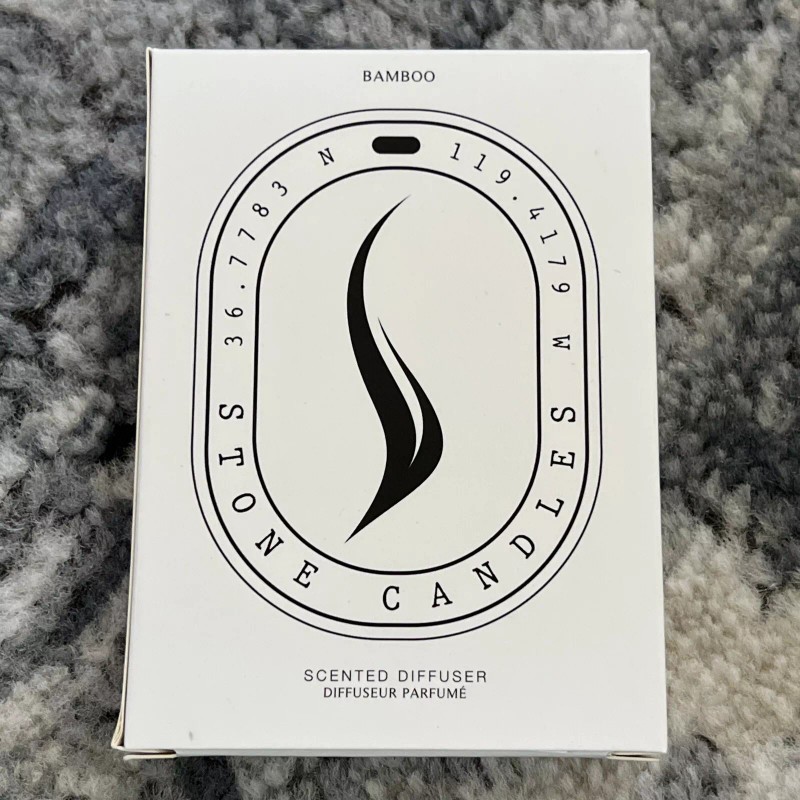 BAMBOO
36.7783 N 119.4179 W
STONE CANDLES
SCENTED DIFFUSER
DIFFUSEUR PARFUMÉ